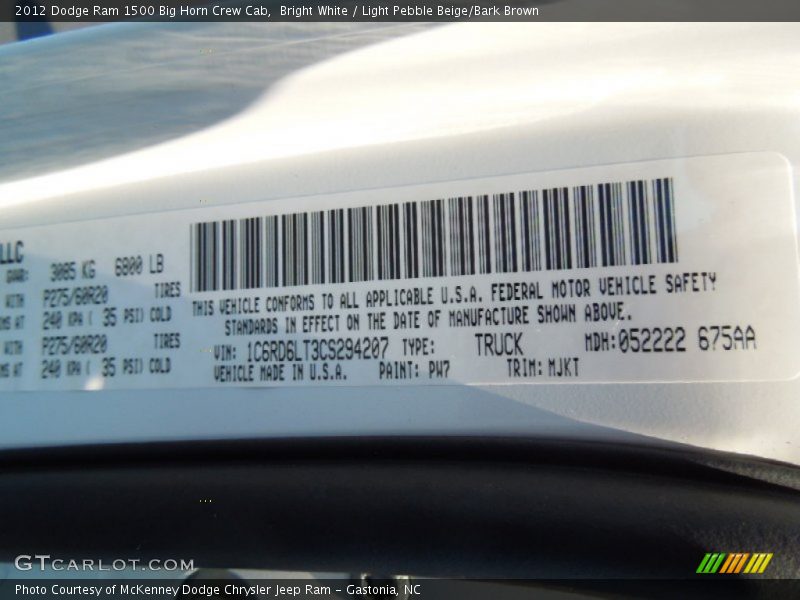 2012 Dodge Ram 1500 Big Horn Crew Cab, Bright White / Light Pebble Beige/Bark Brown
LLC
3085 KG 6800 LB
WITH P275/60R20 TIRES
240 KPA ( 35 PSI) COLD
WITH P275/60R20 TIRES
240 KPA ( 35 PSI) COLD
THIS VEHICLE CONFORMS TO ALL APPLICABLE U.S.A. FEDERAL MOTOR VEHICLE SAFETY
STANDARDS IN EFFECT ON THE DATE OF MANUFACTURE SHOWN ABOVE.
VIN: 1C6RD6LT3CS294207 TYPE: TRUCK MDH:052222 675AA
VEHICLE MADE IN U.S.A. PAINT: PW7 TRIM: MJKT
GTCARLOT.COM
Photo Courtesy of McKenney Dodge Chrysler Jeep Ram - Gastonia, NC